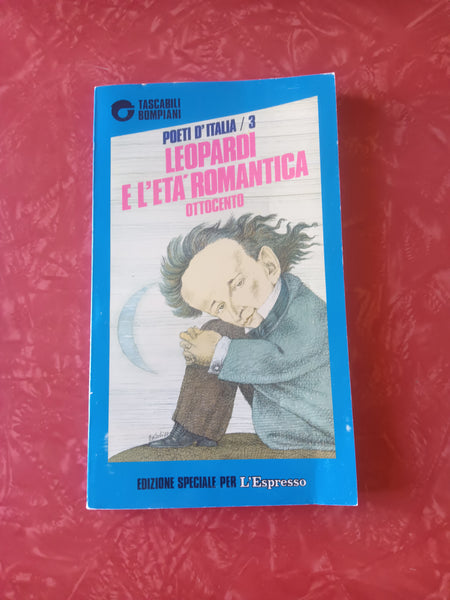 TASCABILI
BOMPIANI
POETI D'ITALIA/3
LEOPARDI
E L'ETA' ROMANTICA
OTTOCENTO
EDIZIONE SPECIALE PER L'Espresso